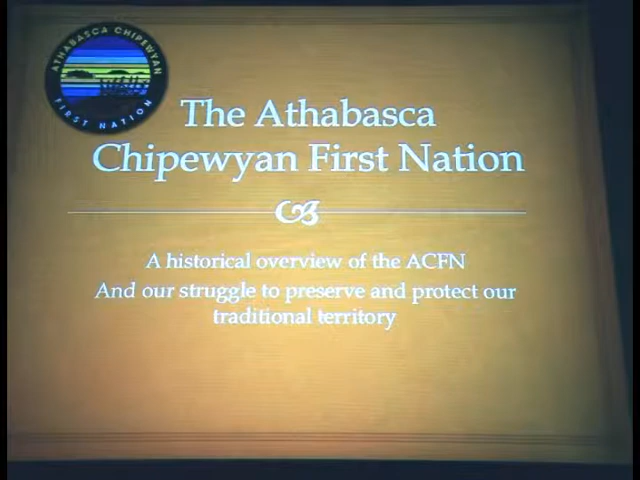 ATHABASCA CHIPEWYAN
FIRST NATION
The Athabasca
Chipewyan First Nation
A historical overview of the ACFN
And our struggle to preserve and protect our
traditional territory